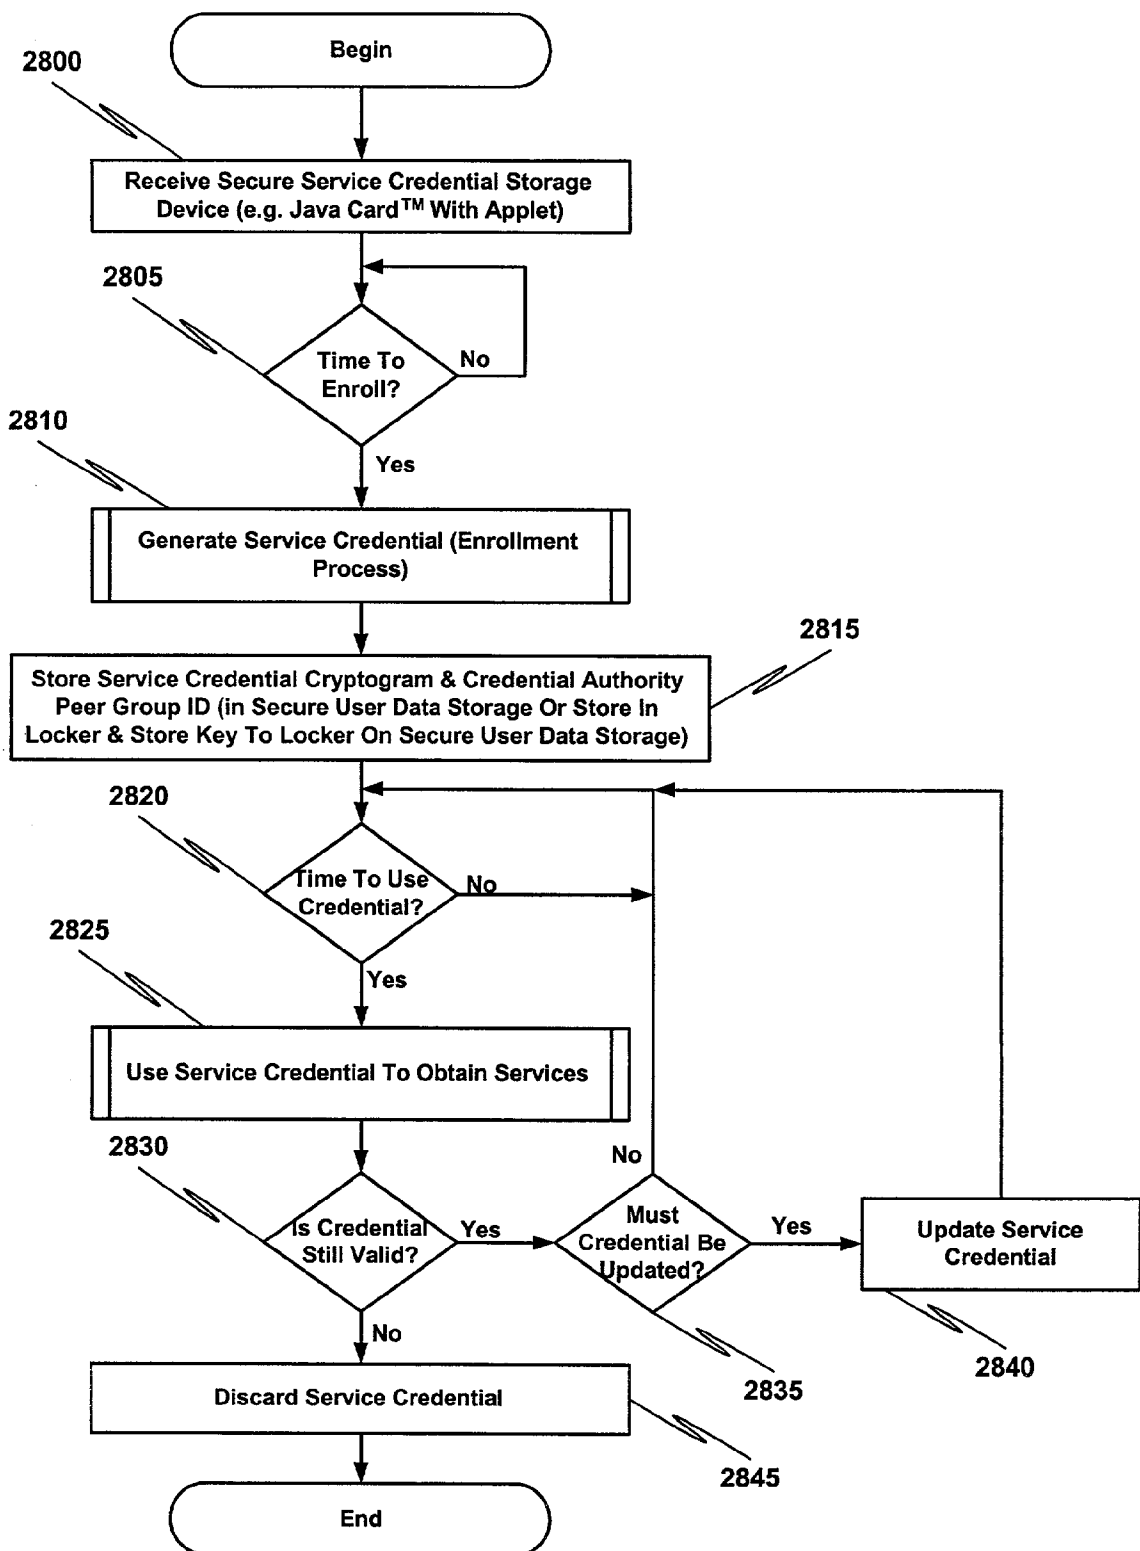 Begin
2800
Receive Secure Service Credential Storage
Device (e.g. Java Card™ With Applet)
2805
Time To
Enroll?
No
2810
Yes
Generate Service Credential (Enrollment
Process)
2815
Store Service Credential Cryptogram & Credential Authority
Peer Group ID (in Secure User Data Storage Or Store In
Locker & Store Key To Locker On Secure User Data Storage)
2820
Time To Use
Credential?
No
2825
Yes
Use Service Credential To Obtain Services
2830
No
Is Credential
Still Valid?
Yes
Must
Credential Be
Updated?
Yes
Update Service
Credential
No
2840
2835
Discard Service Credential
2845
End